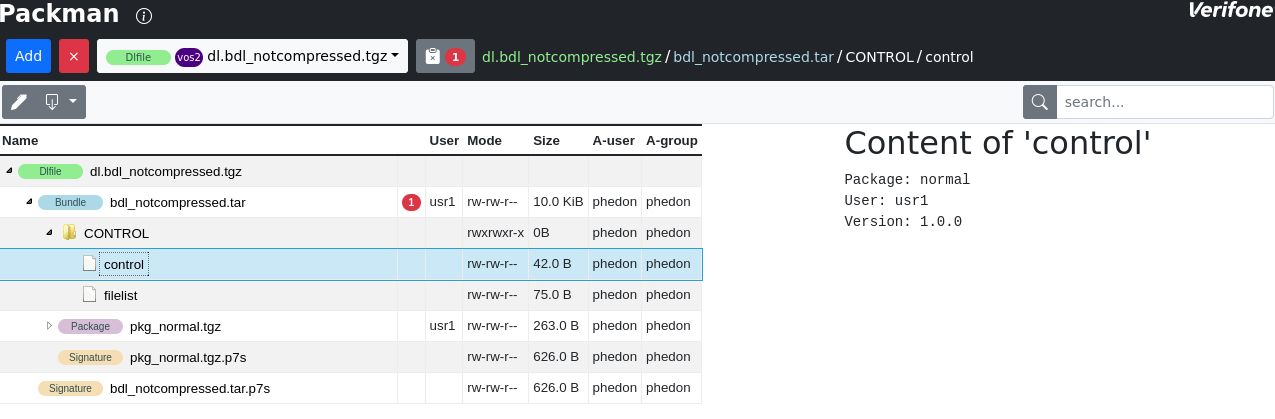 Packman
Verifone
Add × Dlfile vos2 dl.bdl_notcompressed.tgz 1 dl.bdl_notcompressed.tgz / bdl_notcompressed.tar / CONTROL / control
search...
Name User Mode Size A-user A-group
Dlfile dl.bdl_notcompressed.tgz
Bundle bdl_notcompressed.tar 1 usr1 rw-rw-r-- 10.0 KiB phedon phedon
CONTROL rwxrwxr-x 0B phedon phedon
control rw-rw-r-- 42.0 B phedon phedon
filelist rw-rw-r-- 75.0 B phedon phedon
Package pkg_normal.tgz usr1 rw-rw-r-- 263.0 B phedon phedon
Signature pkg_normal.tgz.p7s rw-rw-r-- 626.0 B phedon phedon
Signature bdl_notcompressed.tar.p7s rw-rw-r-- 626.0 B phedon phedon
Content of 'control'
Package: normal
User: usr1
Version: 1.0.0